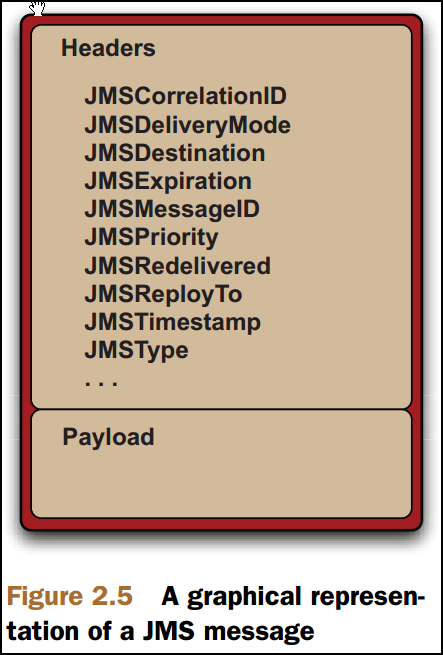 Headers
JMSCorrelationID
JMSDeliveryMode
JMSDestination
JMSExpiration
JMSMessageID
JMSPriority
JMSRedelivered
JMSReployTo
JMSTimestamp
JMSType
. . .
Payload
Figure 2.5 A graphical represen-
tation of a JMS message